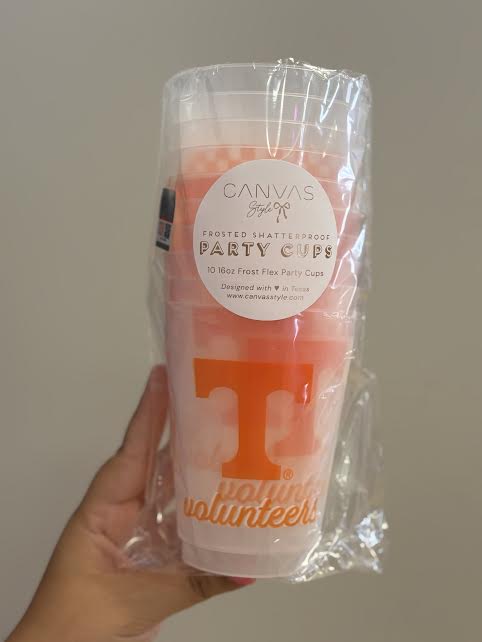 CANVAS
Style
FROSTED SHATTERPROOF
PARTY CUPS
10 16oz Frost Flex Party Cups
Designed with ♥ in Texas
www.canvasstyle.com
T
®
volunteers